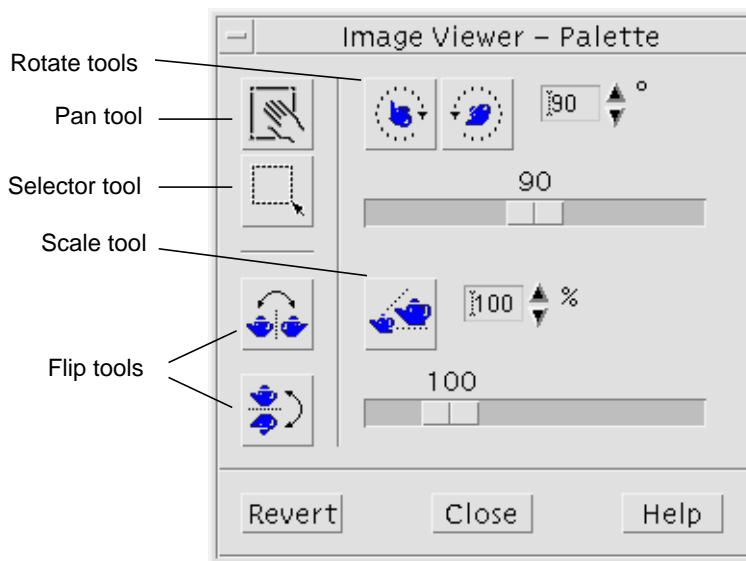 Image Viewer – Palette
Rotate tools
Pan tool
90 °
Selector tool
90
Scale tool
100 %
Flip tools
100
Revert Close Help